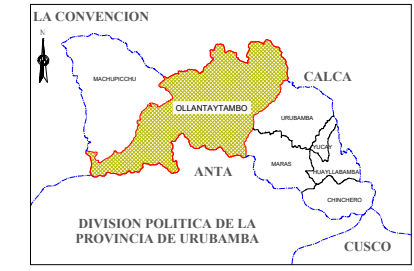 LA CONVENCION
N
MACHUPICCHU
CALCA
OLLANTAYTAMBO
URUBAMBA
YUCAY
ANTA
MARAS
HUAYLLABAMBA
CHINCHERO
DIVISION POLITICA DE LA
PROVINCIA DE URUBAMBA
CUSCO